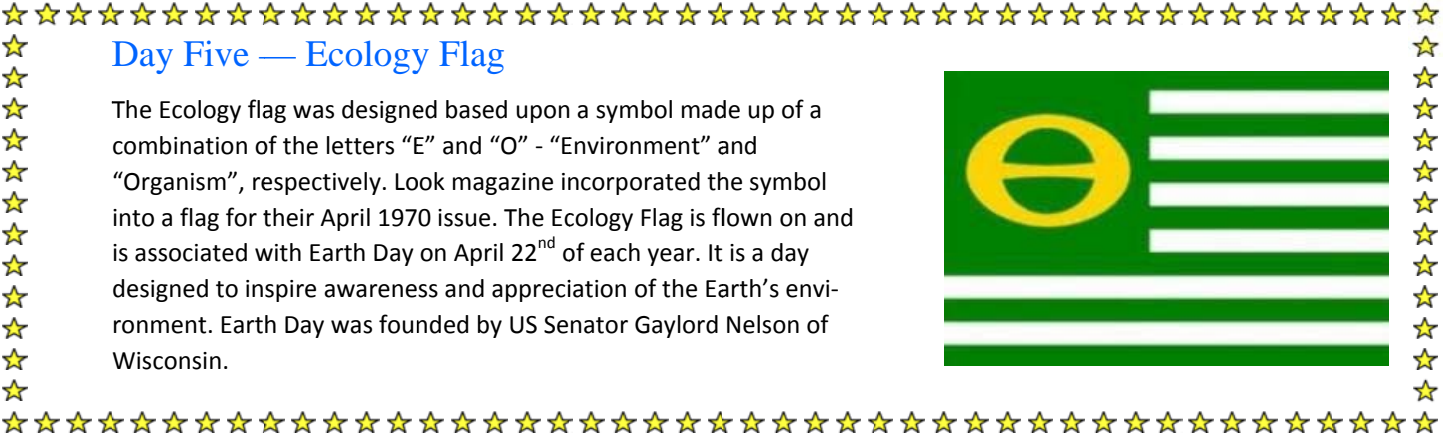 Day Five — Ecology Flag
The Ecology flag was designed based upon a symbol made up of a
combination of the letters “E” and “O” - “Environment” and
“Organism”, respectively. Look magazine incorporated the symbol
into a flag for their April 1970 issue. The Ecology Flag is flown on and
is associated with Earth Day on April 22nd of each year. It is a day
designed to inspire awareness and appreciation of the Earth’s envi-
ronment. Earth Day was founded by US Senator Gaylord Nelson of
Wisconsin.